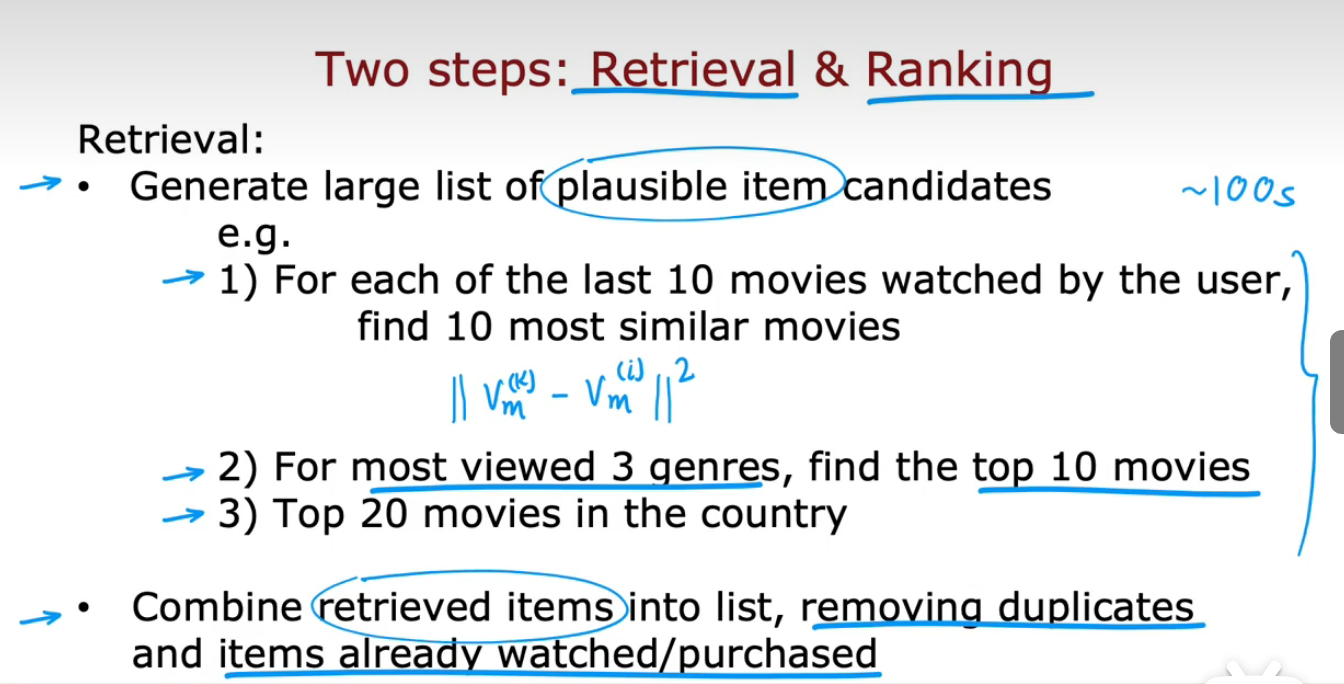 Two steps: Retrieval & Ranking
Retrieval:
• Generate large list of plausible item candidates ~100s
e.g.
1) For each of the last 10 movies watched by the user,
find 10 most similar movies
|| Vm^(k) - Vm^(i) ||^2
2) For most viewed 3 genres, find the top 10 movies
3) Top 20 movies in the country
• Combine retrieved items into list, removing duplicates
and items already watched/purchased